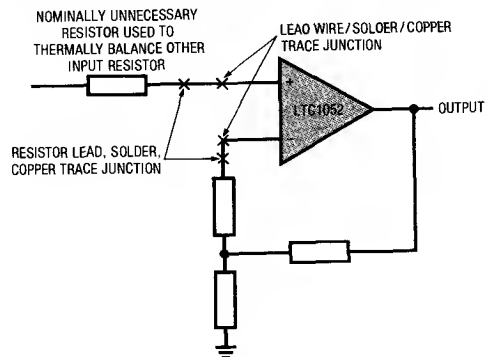 NOMINALLY UNNECESSARY
RESISTOR USED TO
THERMALLY BALANCE OTHER
INPUT RESISTOR
LEAO WIRE/SOLOER/COPPER
TRACE JUNCTION
+
LTC1052
−
OUTPUT
RESISTOR LEAD, SOLDER,
COPPER TRACE JUNCTION